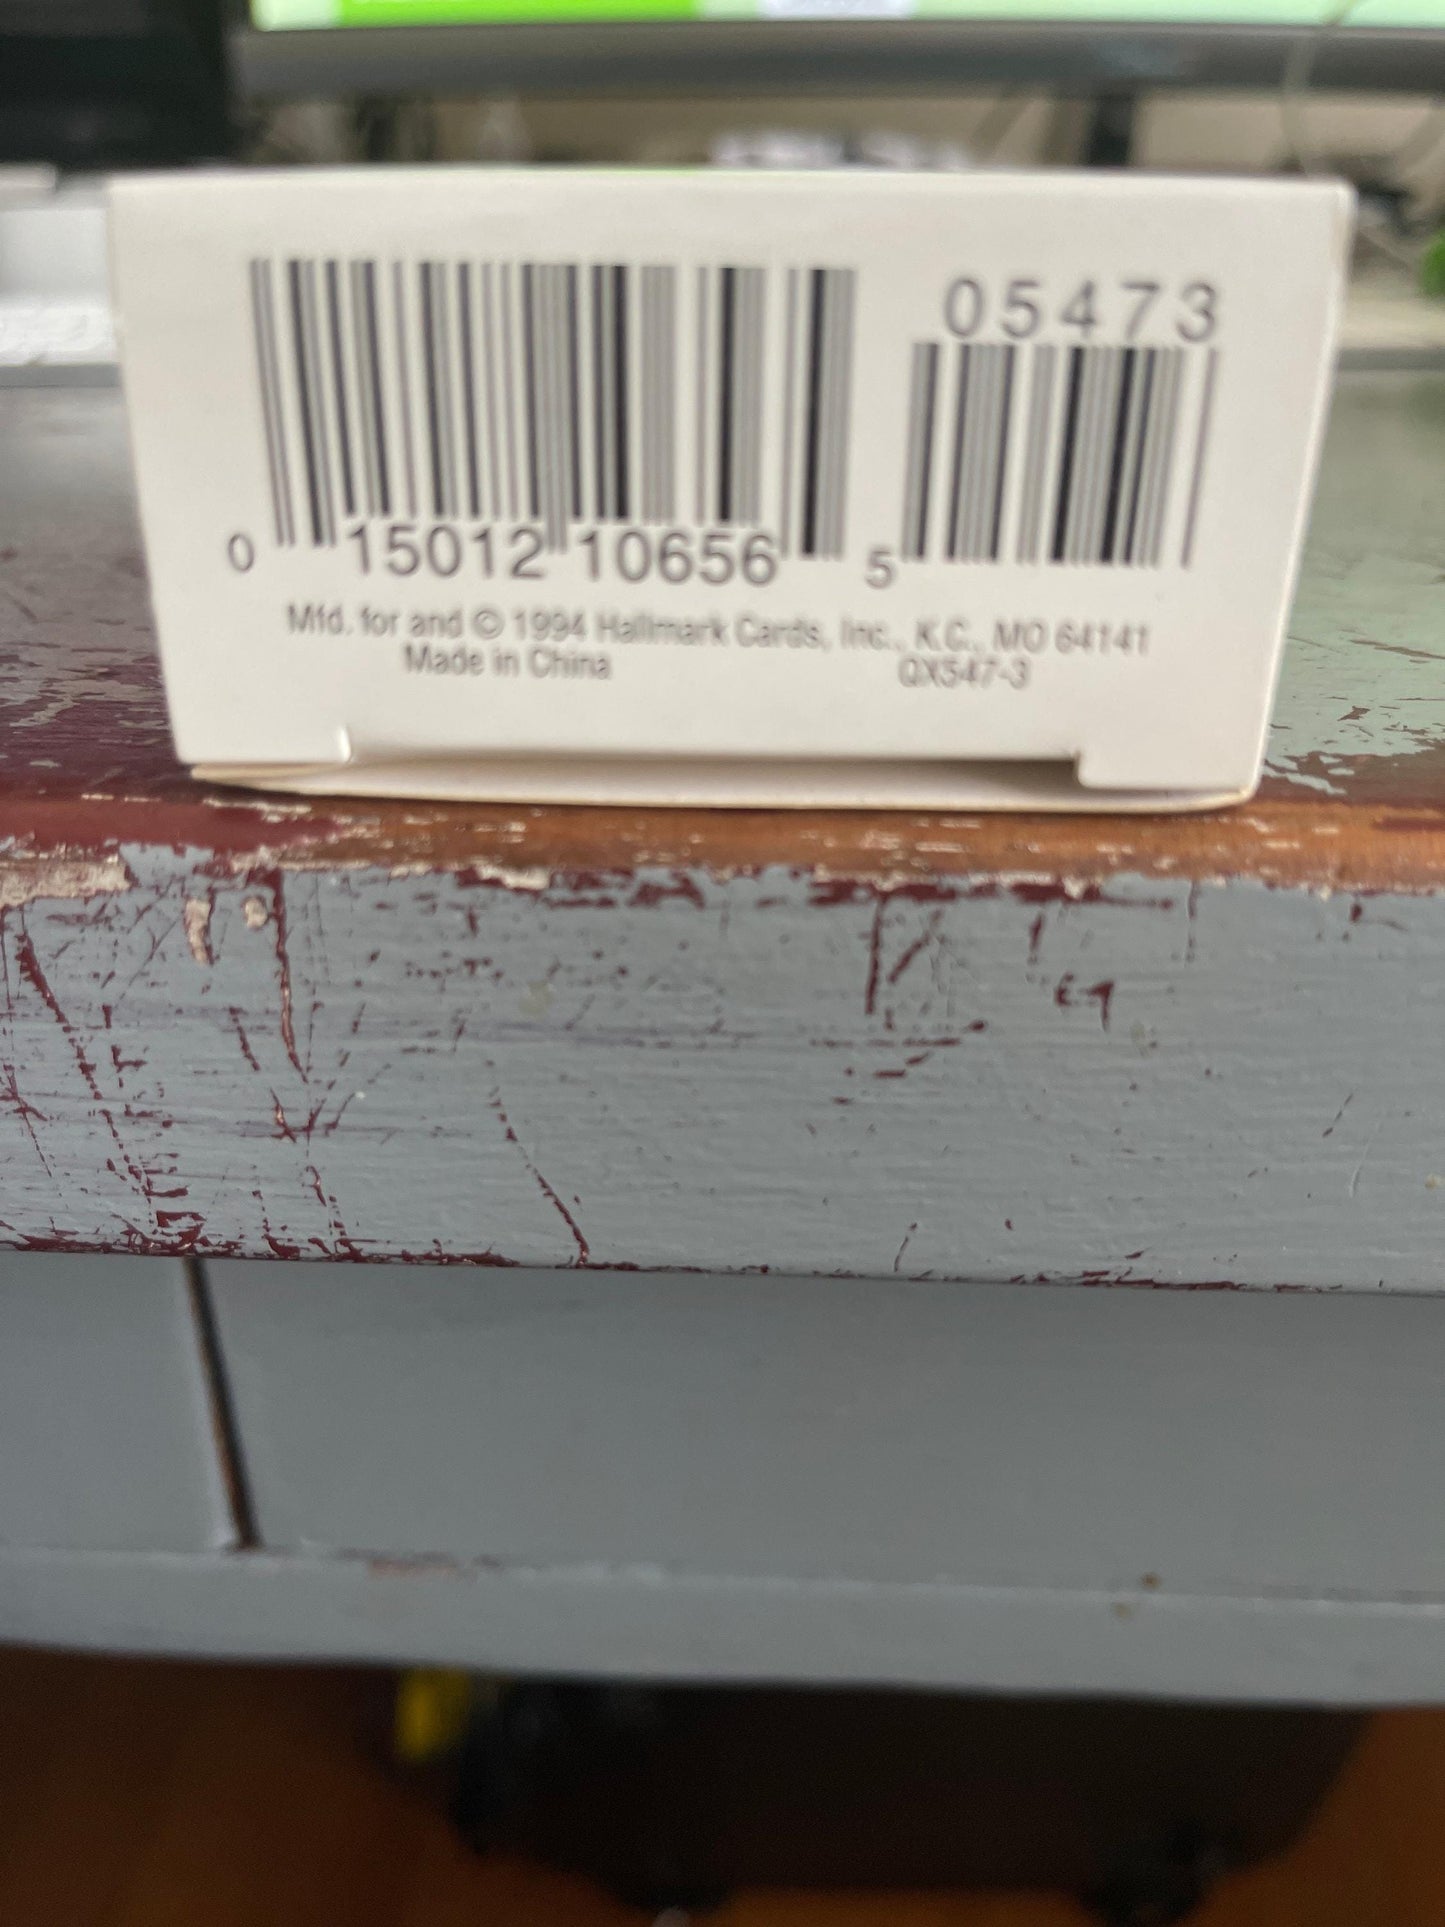 05473
0 15012 10656 5
Mfd. for and © 1994 Hallmark Cards, Inc., K.C., MO 64141
Made in China QX547-3